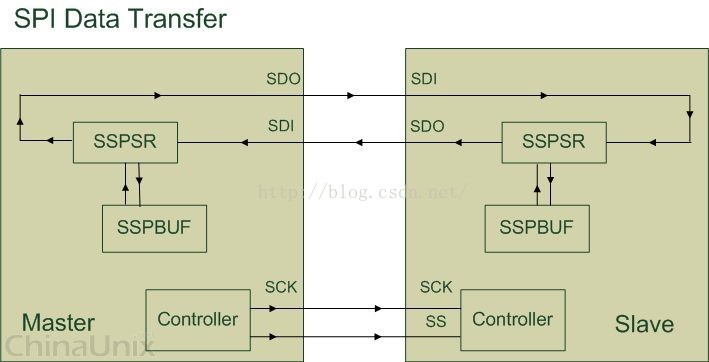 SPI Data Transfer
SDO
SDI
SDI
SDO
SSPSR
SSPSR
http://blog.csdn.net/
SSPBUF
SSPBUF
SCK
SCK
Master
Controller
SS
Controller
Slave
ChinaUnix